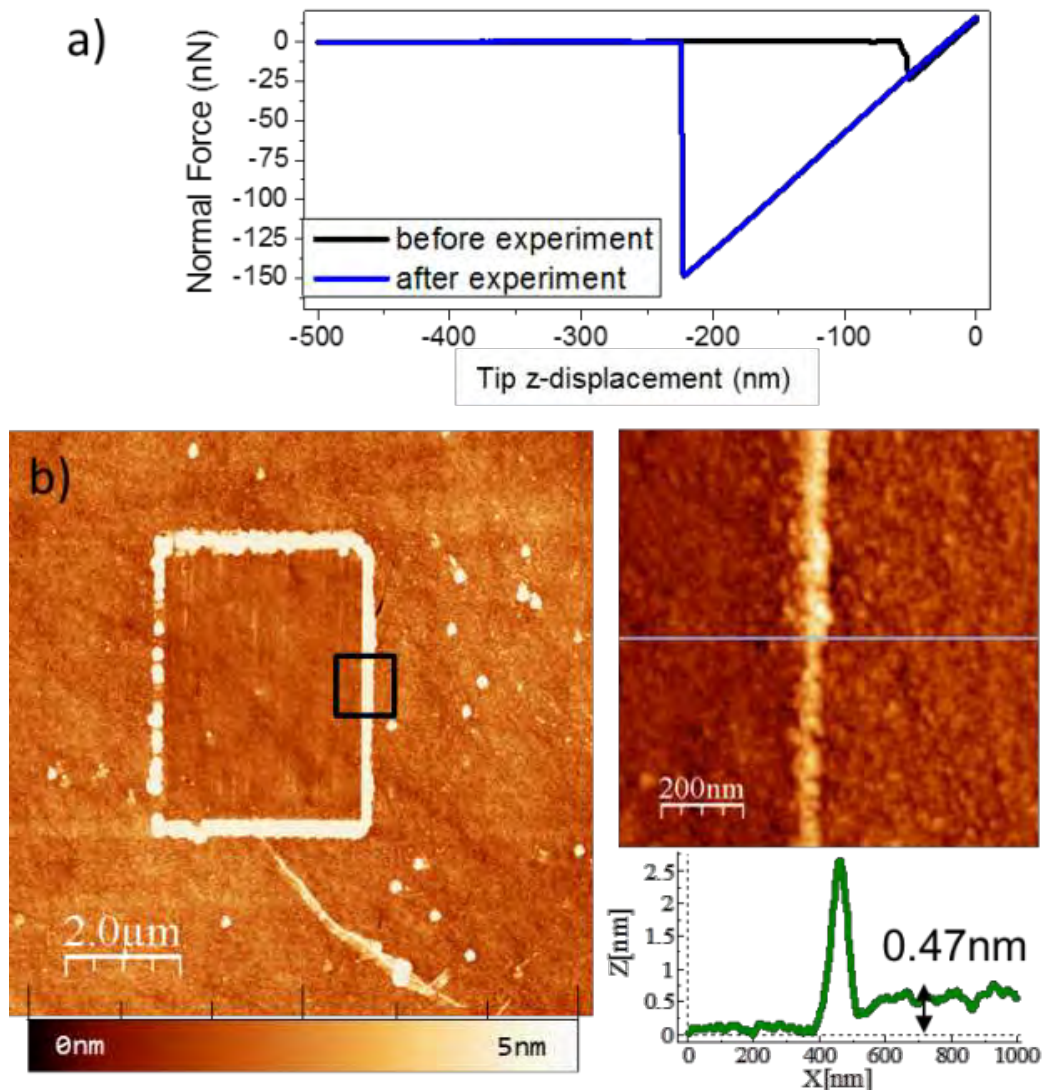 a)
Normal Force (nN)
0
-25
-50
-75
-100
-125
-150
before experiment
after experiment
-500 -400 -300 -200 -100 0
Tip z-displacement (nm)
b)
2.0µm
0nm 5nm
200nm
Z[nm]
2.5
2
1.5
1
0.5
0
0.47nm
0 200 400 600 800 1000
X[nm]